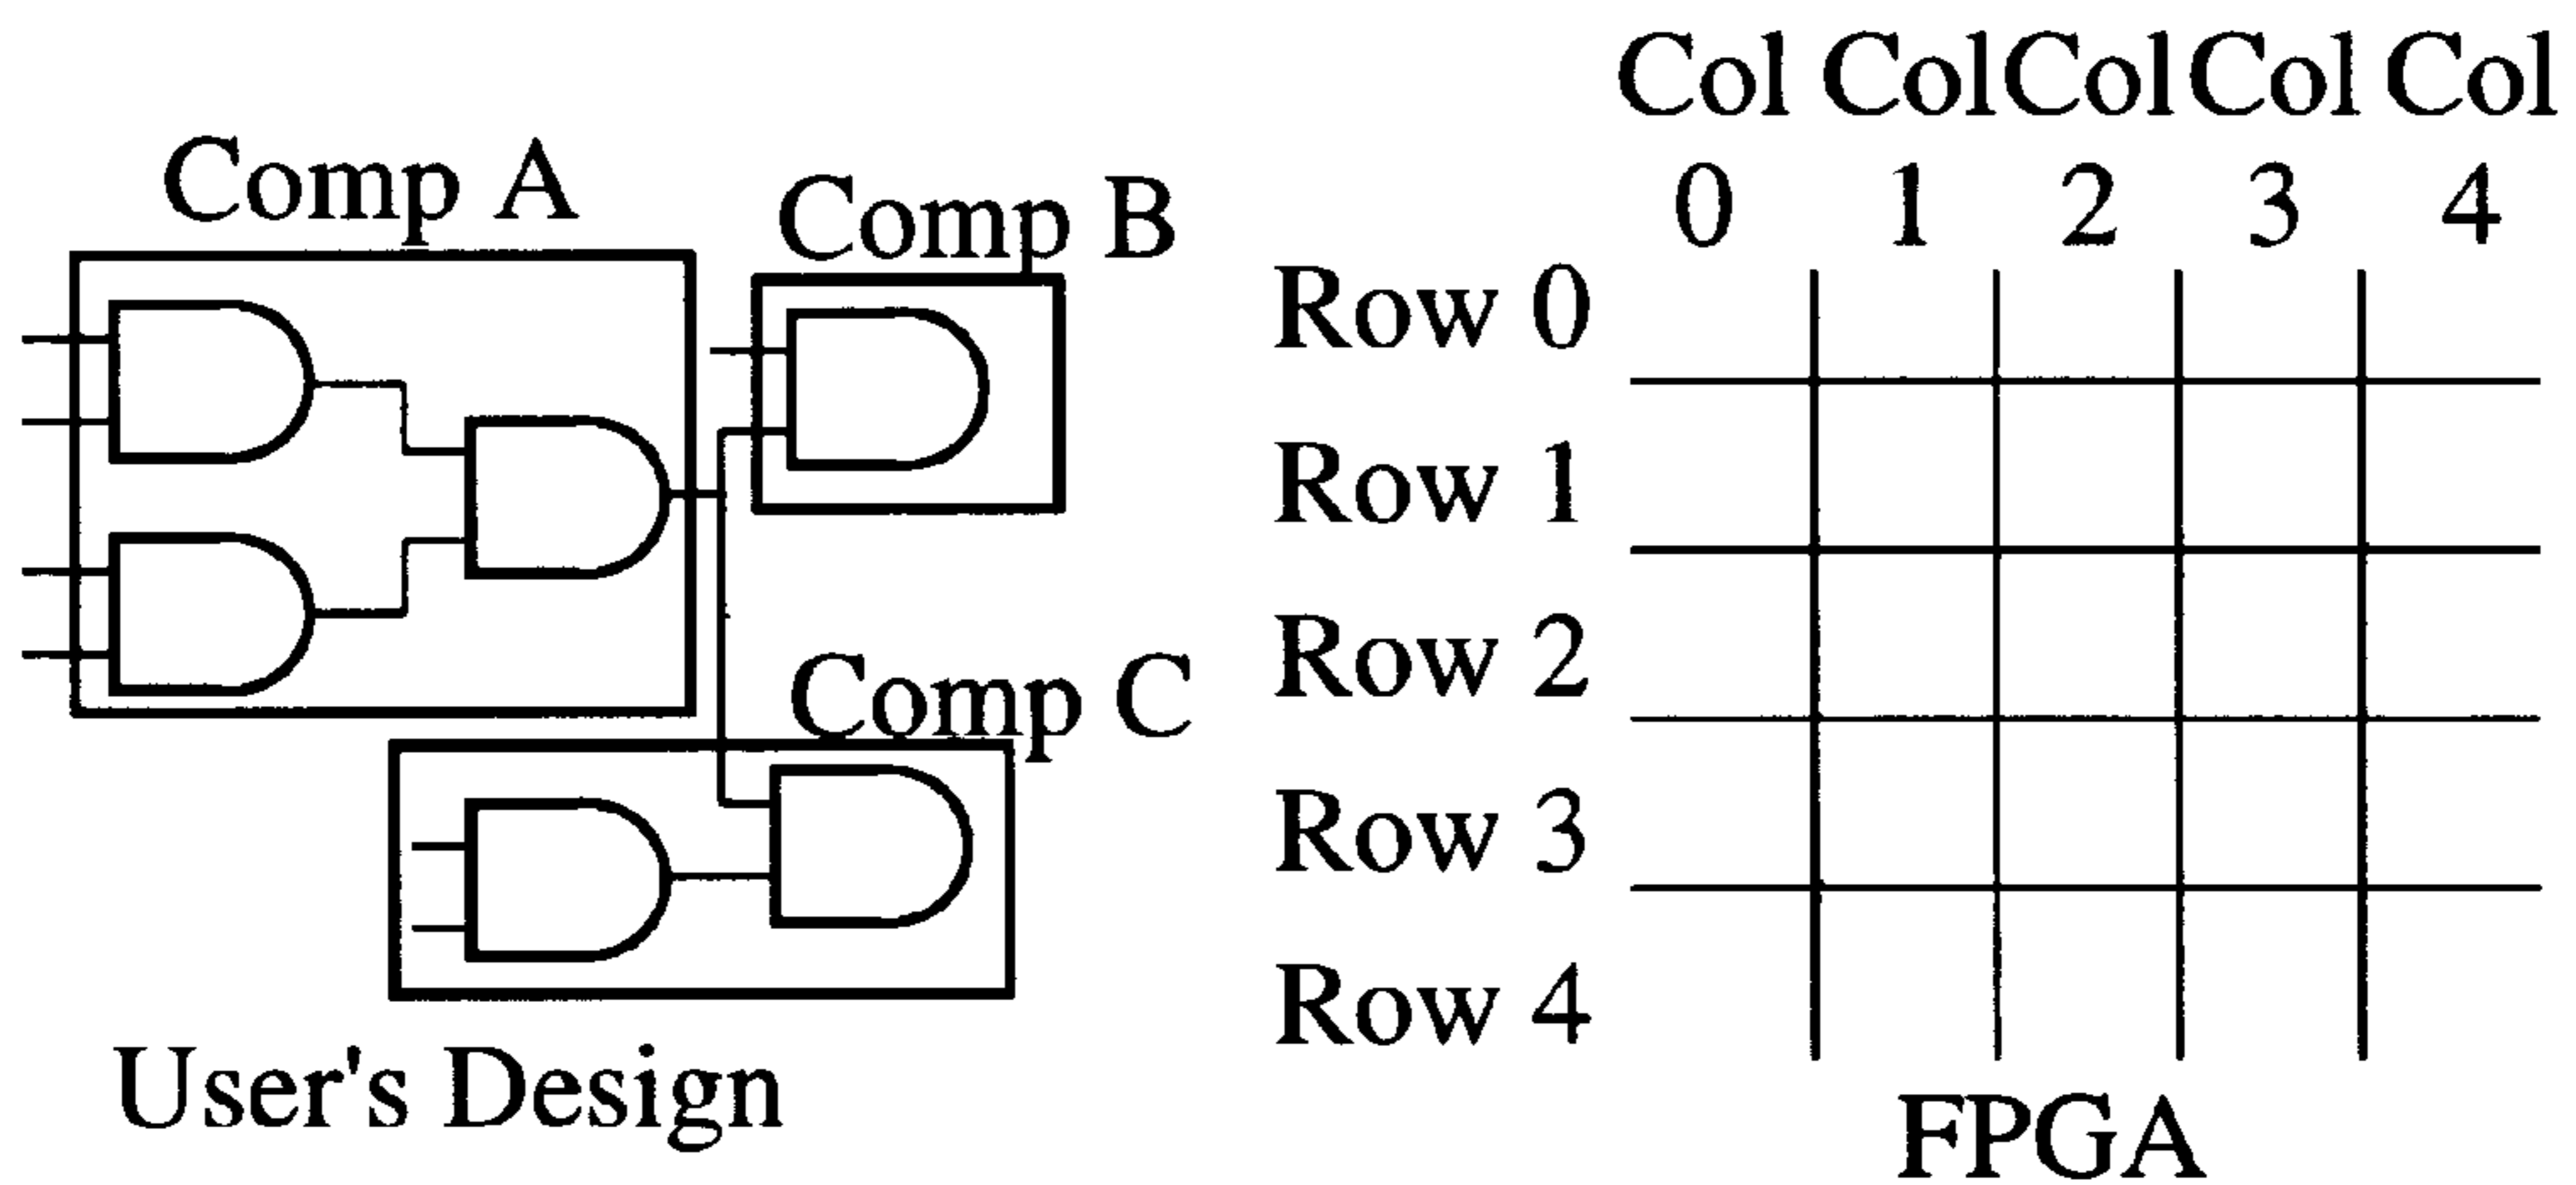 Comp A
Comp B
Comp C
User's Design
Col Col Col Col Col
0 1 2 3 4
Row 0
Row 1
Row 2
Row 3
Row 4
FPGA